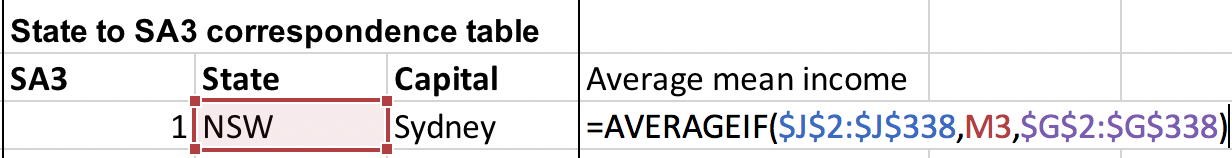 State to SA3 correspondence table
SA3 State Capital Average mean income
1 NSW Sydney =AVERAGEIF($J$2:$J$338,M3,$G$2:$G$338)